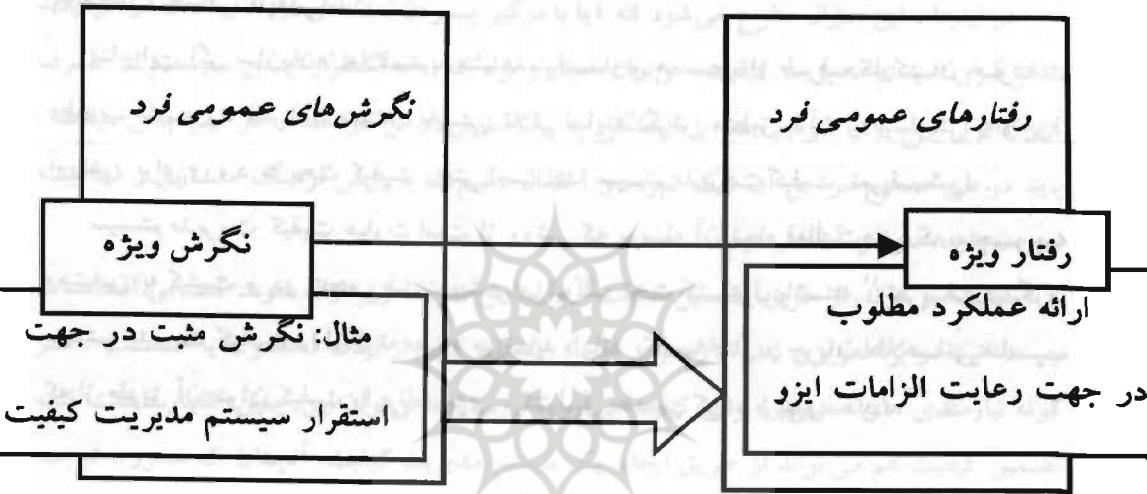 رفتارهای عمومی فرد
نگرش‌های عمومی فرد
رفتار ویژه
نگرش ویژه
ارائه عملکرد مطلوب
در جهت رعایت الزامات ایزو
مثال: نگرش مثبت در جهت
استقرار سیستم مدیریت کیفیت